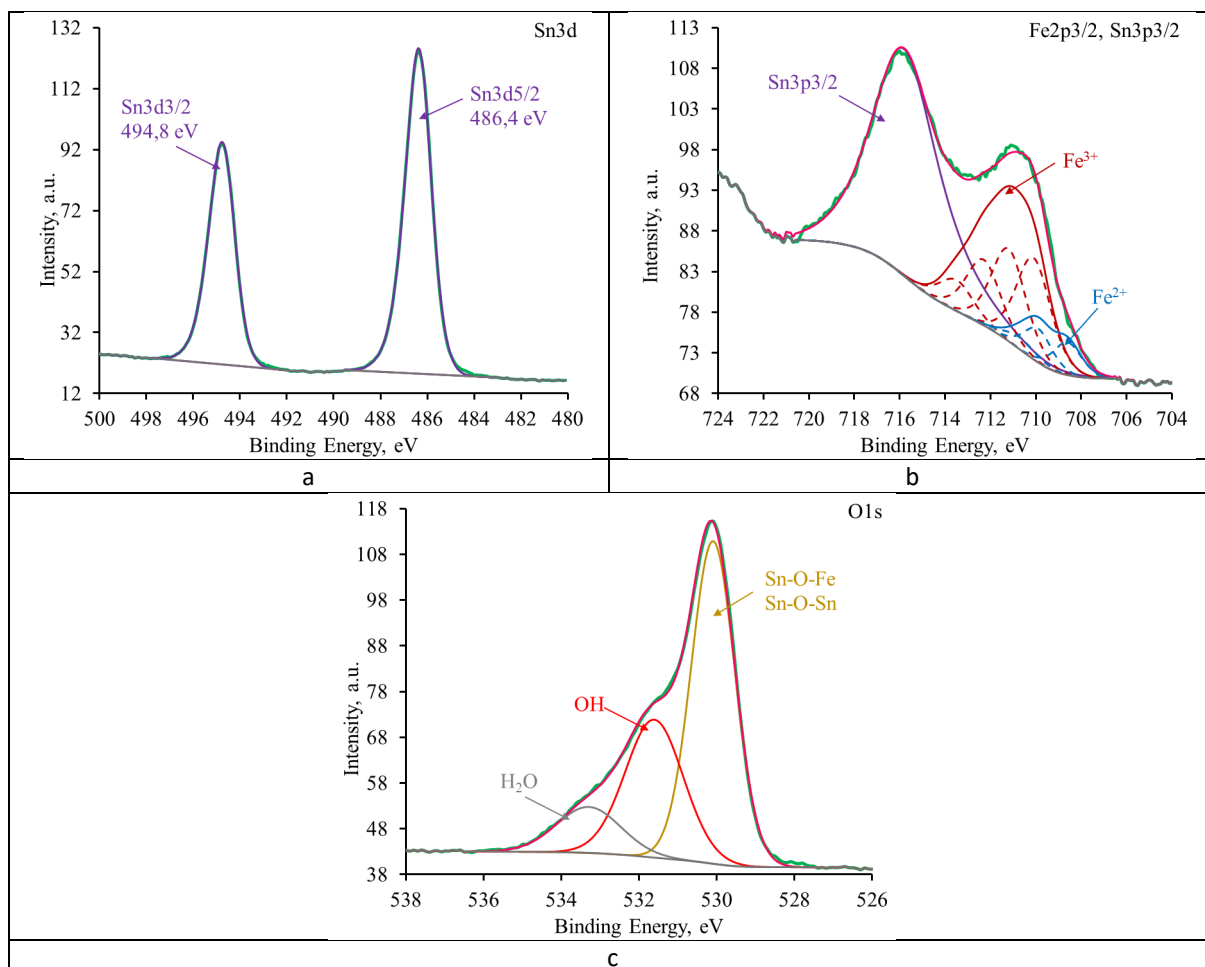 Sn3d
132
112
92
72
52
32
12
Intensity, a.u.
Sn3d3/2
494,8 eV
Sn3d5/2
486,4 eV
500 498 496 494 492 490 488 486 484 482 480
Binding Energy, eV
a
Fe2p3/2, Sn3p3/2
113
108
103
98
93
88
83
78
73
68
Intensity, a.u.
Sn3p3/2
Fe³⁺
Fe²⁺
724 722 720 718 716 714 712 710 708 706 704
Binding Energy, eV
b
O1s
118
108
98
88
78
68
58
48
38
Intensity, a.u.
Sn-O-Fe
Sn-O-Sn
OH
H₂O
538 536 534 532 530 528 526
Binding Energy, eV
c